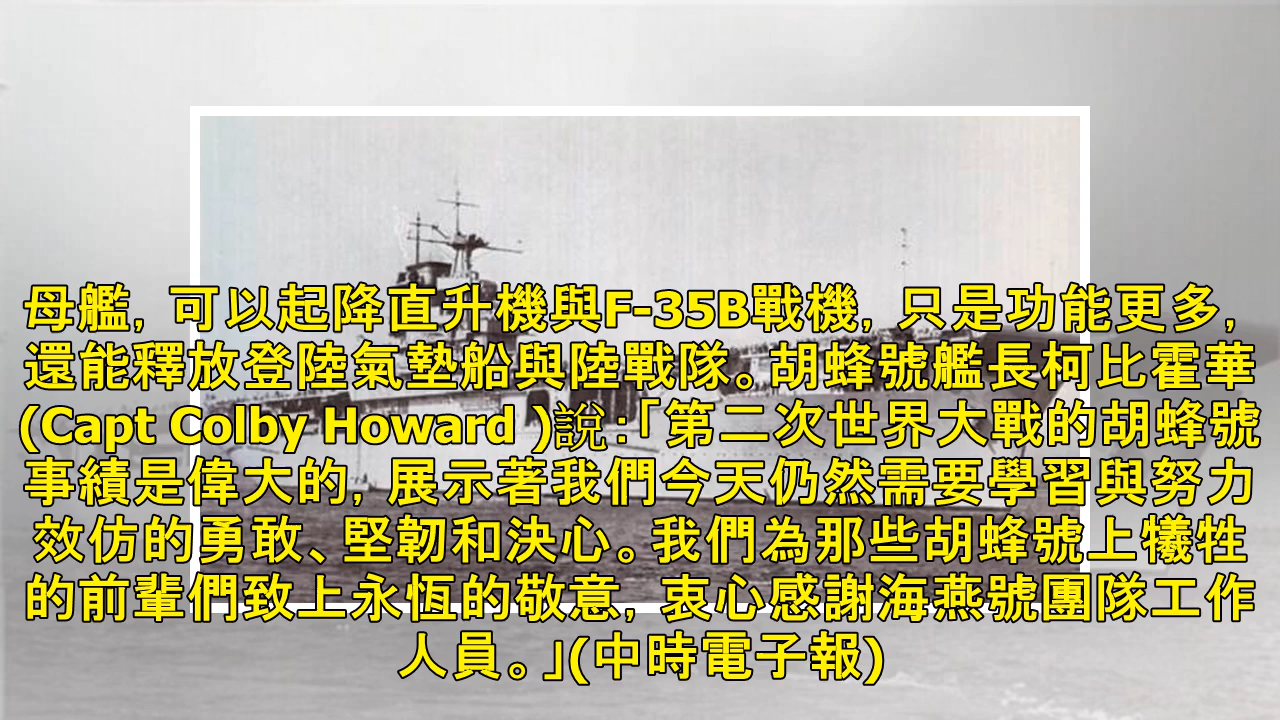 母艦，可以起降直升機與F-35B戰機，只是功能更多，
還能釋放登陸氣墊船與陸戰隊。胡蜂號艦長柯比霍華
(Capt Colby Howard )說：「第二次世界大戰的胡蜂號
事績是偉大的，展示著我們今天仍然需要學習與努力
效仿的勇敢、堅韌和決心。我們為那些胡蜂號上犧牲
的前輩們致上永恆的敬意，衷心感謝海燕號團隊工作
人員。」(中時電子報)